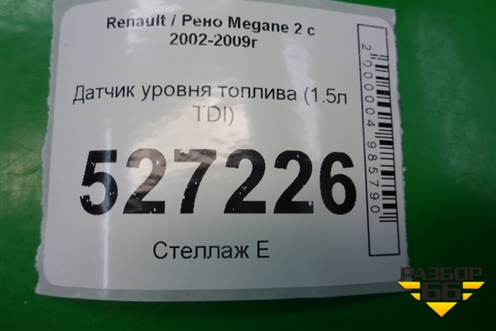 Renault / Рено Megane 2 с
2002-2009г
Датчик уровня топлива (1.5л
TDI)
527226
Стеллаж Е
2000004985790
РАЗБОР
66